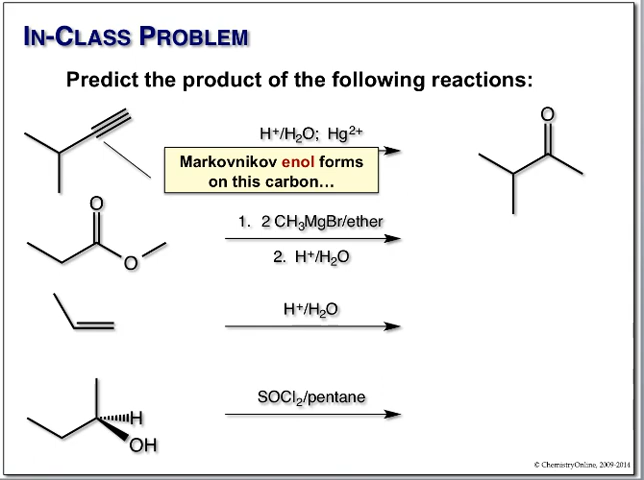 IN-CLASS PROBLEM
Predict the product of the following reactions:
H⁺/H₂O; Hg²⁺
O
Markovnikov enol forms
on this carbon...
O
O
1. 2 CH₃MgBr/ether
2. H⁺/H₂O
H⁺/H₂O
SOCl₂/pentane
H
OH
© ChemistryOnline, 2009-2014